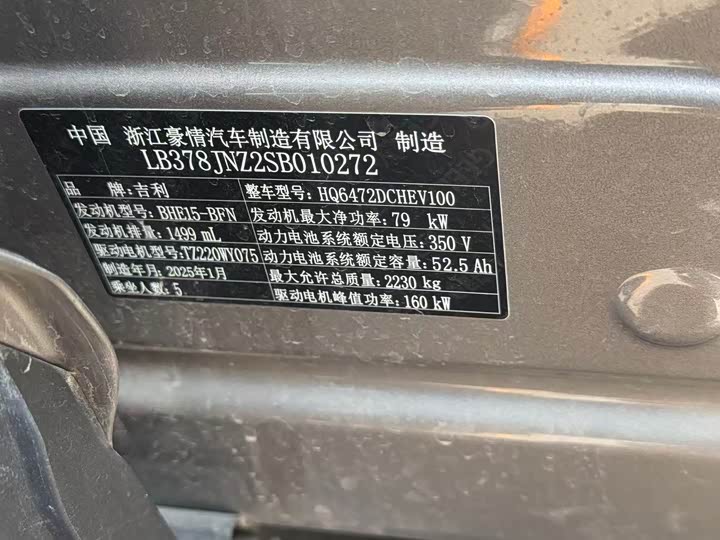 中国 浙江豪情汽车制造有限公司 制造
LB378JNZ2SB010272
品 牌:吉利 整车型号:HQ6472DCHEV100
发动机型号:BHE15-BFN 发动机最大净功率:79 kW
发动机排量:1499 mL 动力电池系统额定电压:350 V
驱动电机型号:TZ220WY075 动力电池系统额定容量:52.5 Ah
制造年月:2025年1月 最大允许总质量:2230 kg
乘坐人数:5 驱动电机峰值功率:160 kW